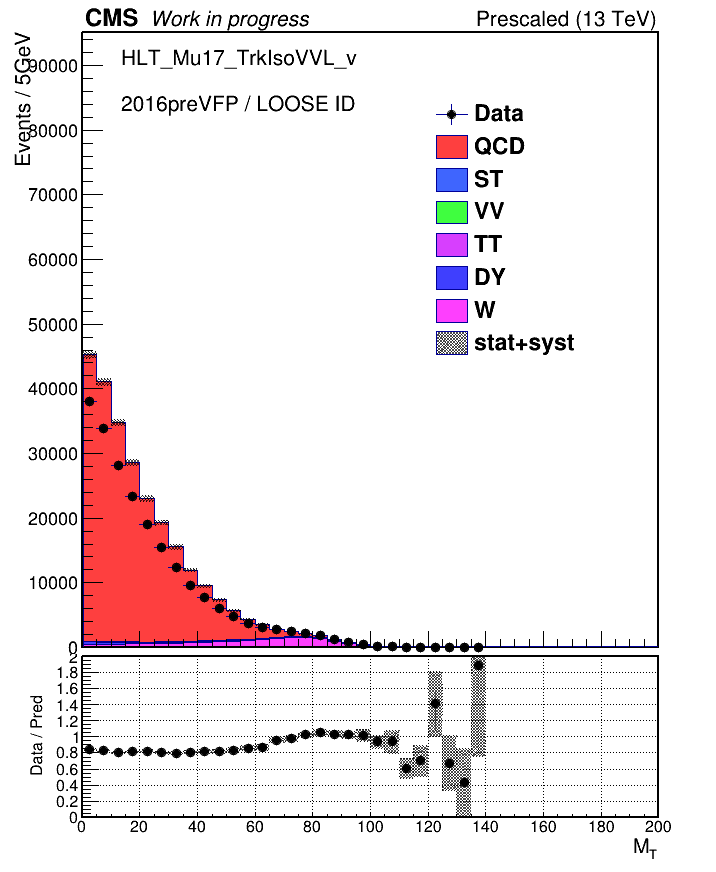 CMS Work in progress Prescaled (13 TeV)
Events / 5GeV
HLT_Mu17_TrkIsoVVL_v
2016preVFP / LOOSE ID
Data
QCD
ST
VV
TT
DY
W
stat+syst
90000
80000
70000
60000
50000
40000
30000
20000
10000
0
Data / Pred
2
1.8
1.6
1.4
1.2
1
0.8
0.6
0.4
0.2
0
0 20 40 60 80 100 120 140 160 180 200
M_T